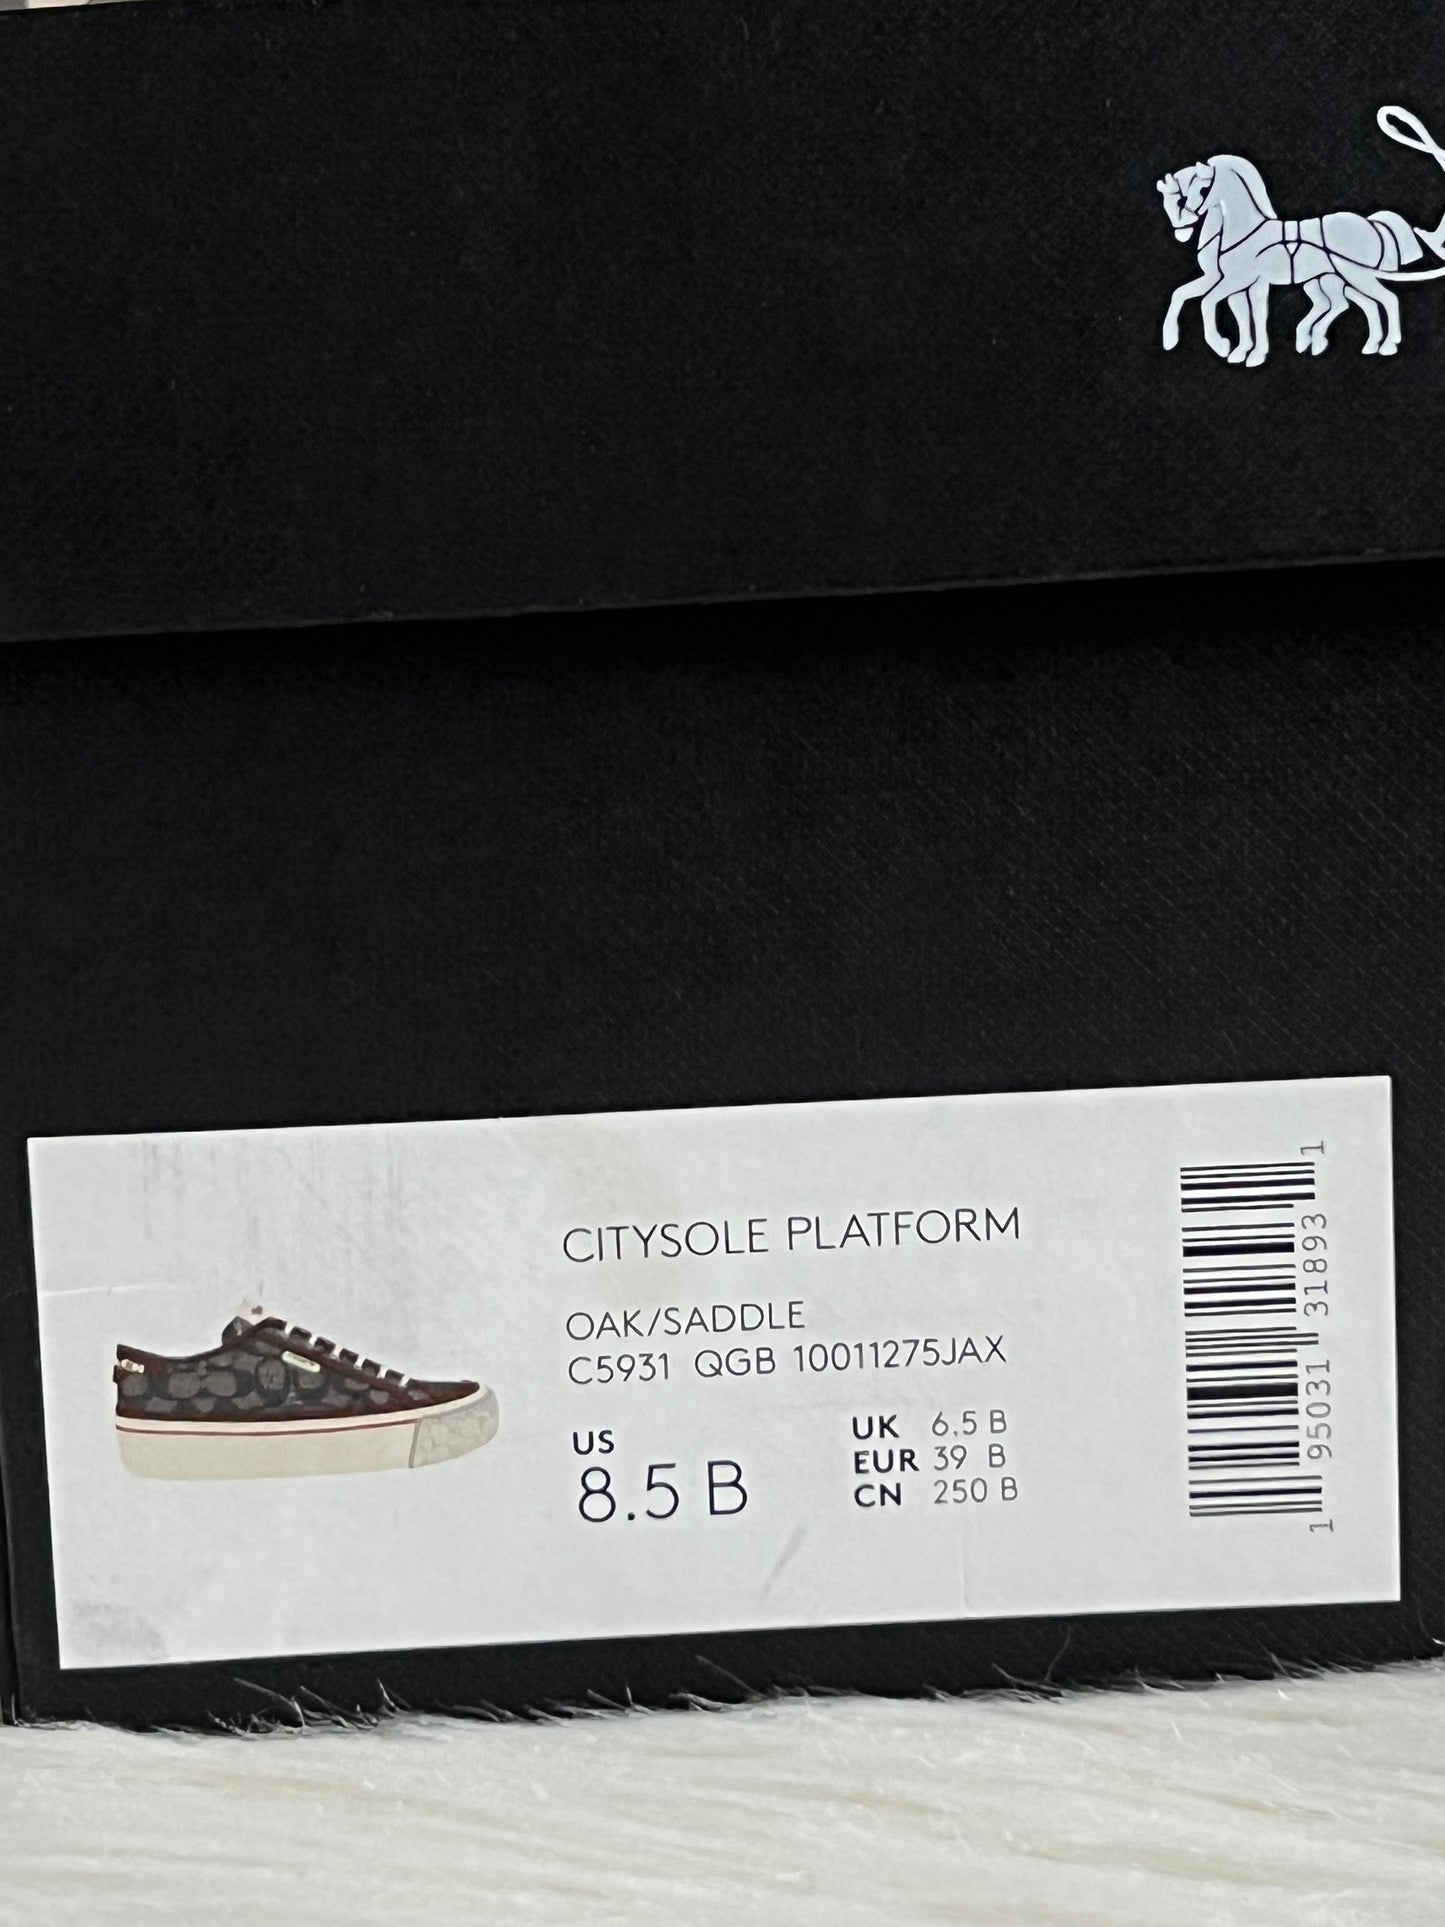 CITYSOLE PLATFORM
OAK/SADDLE
C5931 QGB 10011275JAX
US
8.5 B
UK 6.5 B
EUR 39 B
CN 250 B
1 95031 31893 1